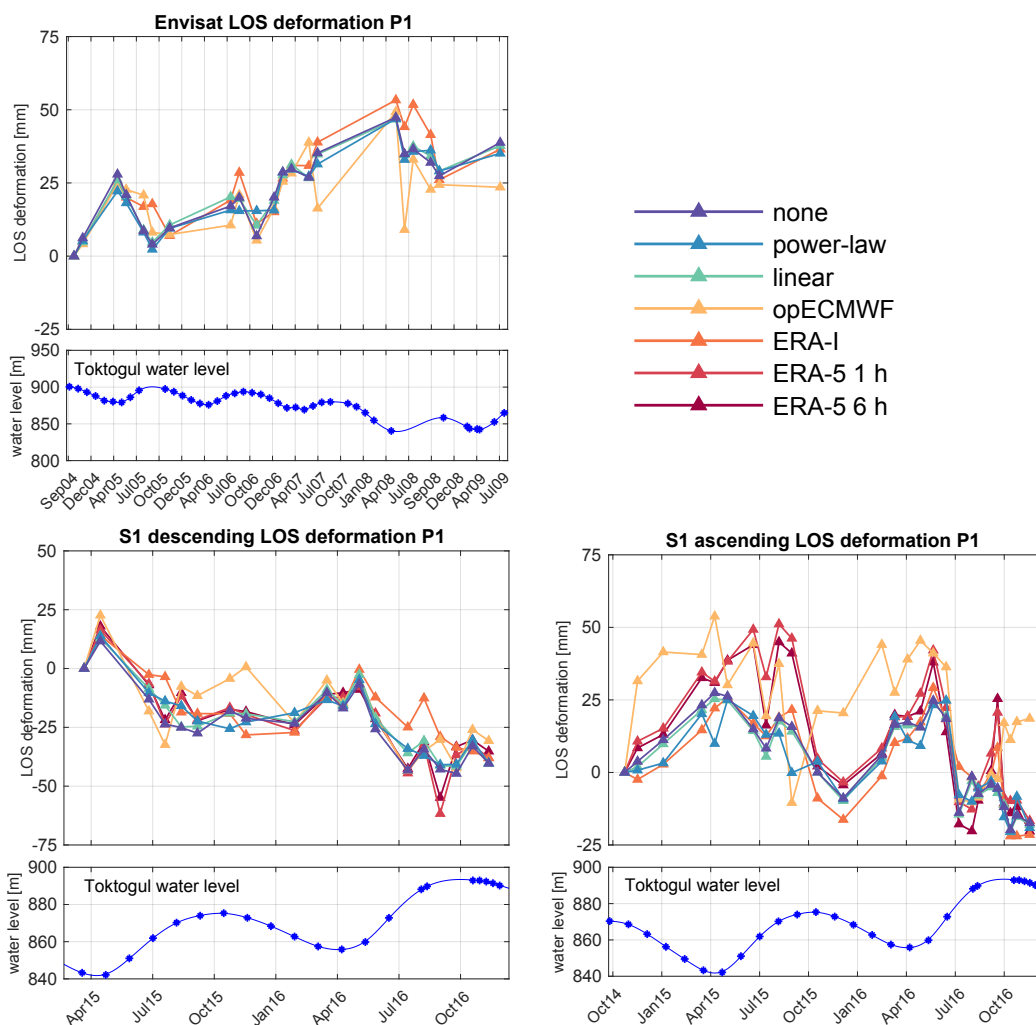 Envisat LOS deformation P1
75
50
25
0
-25
LOS deformation [mm]
950
900
850
800
water level [m]
Toktogul water level
Sep04
Dec04
Apr05
Jul05
Oct05
Dec05
Apr06
Jul06
Oct06
Dec06
Apr07
Jul07
Oct07
Jan08
Apr08
Jul08
Sep08
Dec08
Apr09
Jul09
none
power-law
linear
opECMWF
ERA-I
ERA-5 1 h
ERA-5 6 h
S1 descending LOS deformation P1
50
25
0
-25
-50
-75
LOS deformation [mm]
900
880
860
840
water level [m]
Toktogul water level
Apr15
Jul15
Oct15
Jan16
Apr16
Jul16
Oct16
S1 ascending LOS deformation P1
75
50
25
0
-25
LOS deformation [mm]
900
880
860
840
water level [m]
Toktogul water level
Oct14
Jan15
Apr15
Jul15
Oct15
Jan16
Apr16
Jul16
Oct16